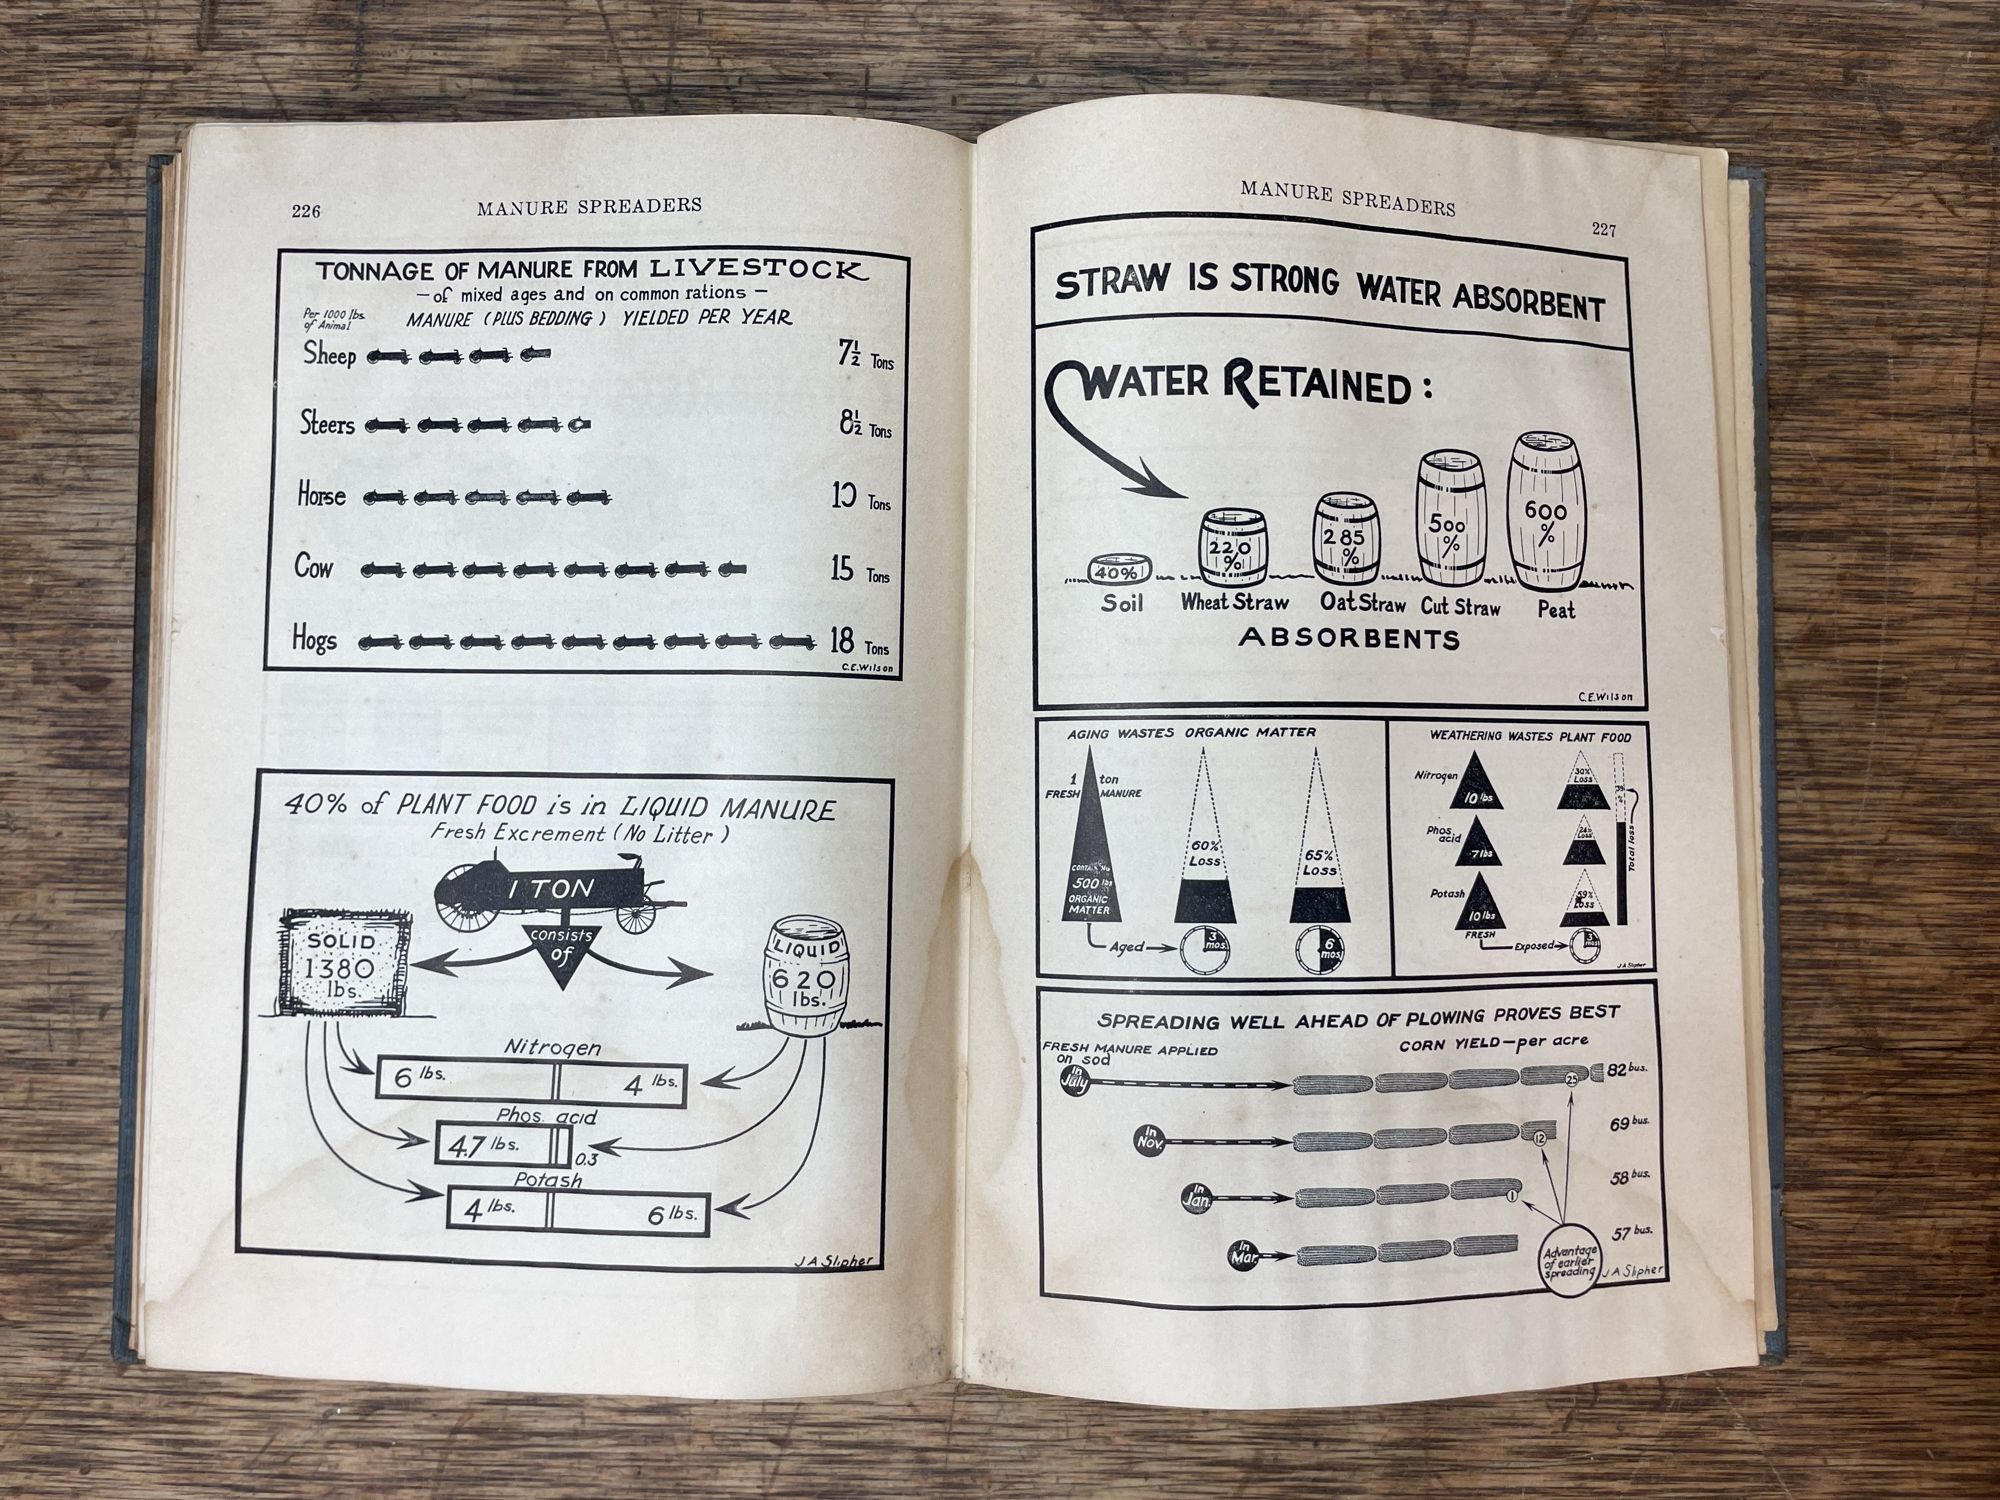 226
MANURE SPREADERS
TONNAGE OF MANURE FROM LIVESTOCK
— of mixed ages and on common rations —
Per 1000 lbs.
of Animal
MANURE (PLUS BEDDING) YIELDED PER YEAR
Sheep 7½ Tons
Steers 8½ Tons
Horse 10 Tons
Cow 15 Tons
Hogs 18 Tons
C.E.Wilson
40% of PLANT FOOD is in LIQUID MANURE
Fresh Excrement (No Litter)
1 TON
consists
of
SOLID
1380
lbs.
LIQUID
620
lbs.
Nitrogen
6 lbs. 4 lbs.
Phos. acid
4.7 lbs. 0.3
Potash
4 lbs. 6 lbs.
J A Slipher
MANURE SPREADERS
227
STRAW IS STRONG WATER ABSORBENT
WATER RETAINED:
40%
220
%
285
%
500
%
600
%
Soil Wheat Straw Oat Straw Cut Straw Peat
ABSORBENTS
C.E.Wilson
AGING WASTES ORGANIC MATTER
1 ton
FRESH MANURE
CONTAINING
500 lbs
ORGANIC
MATTER
60%
Loss
65%
Loss
Aged
3
mos.
6
mos.
WEATHERING WASTES PLANT FOOD
Nitrogen
10 lbs
30%
Loss
Phos.
acid
7 lbs
24%
Loss
Potash
10 lbs
59%
Loss
Total loss
FRESH
Exposed
3
mos.
J A Slipher
SPREADING WELL AHEAD OF PLOWING PROVES BEST
FRESH MANURE APPLIED
on sod
CORN YIELD—per acre
In
July
25
82 bus.
In
Nov.
12
69 bus.
In
Jan.
1
58 bus.
In
Mar.
57 bus.
Advantage
of earlier
spreading
J A Slipher